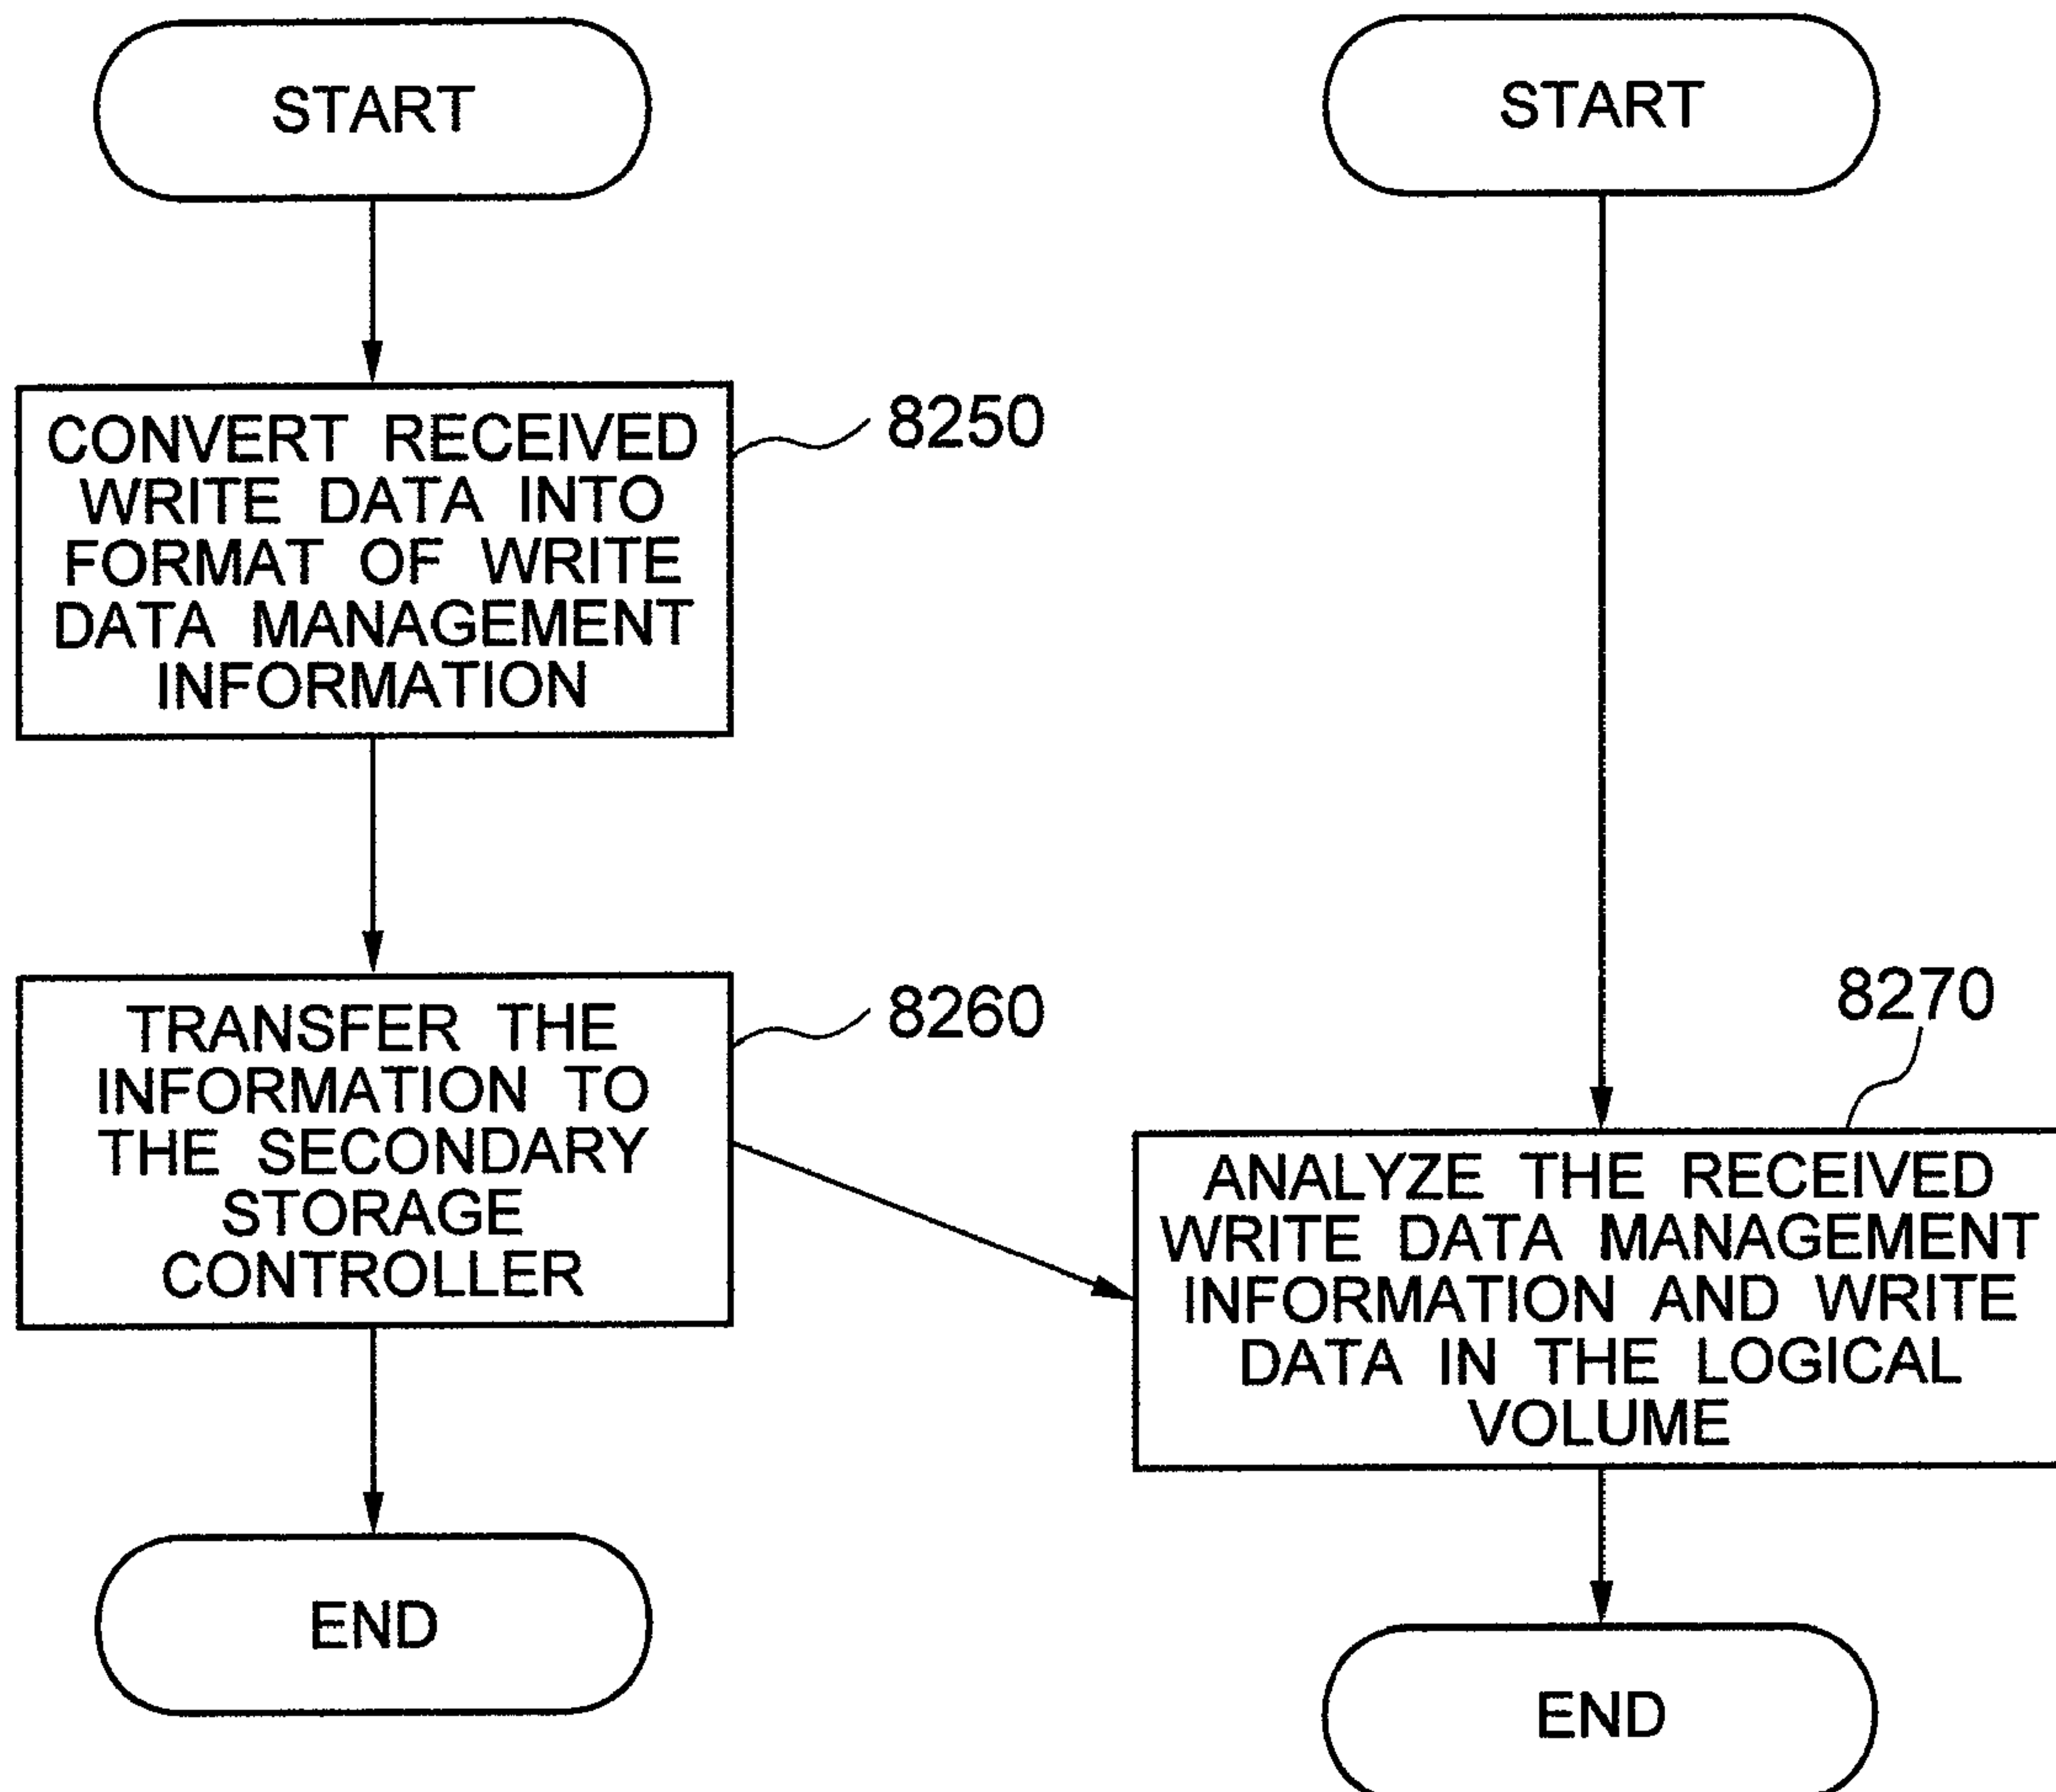 START
CONVERT RECEIVED
WRITE DATA INTO
FORMAT OF WRITE
DATA MANAGEMENT
INFORMATION
8250
TRANSFER THE
INFORMATION TO
THE SECONDARY
STORAGE
CONTROLLER
8260
END
START
8270
ANALYZE THE RECEIVED
WRITE DATA MANAGEMENT
INFORMATION AND WRITE
DATA IN THE LOGICAL
VOLUME
END